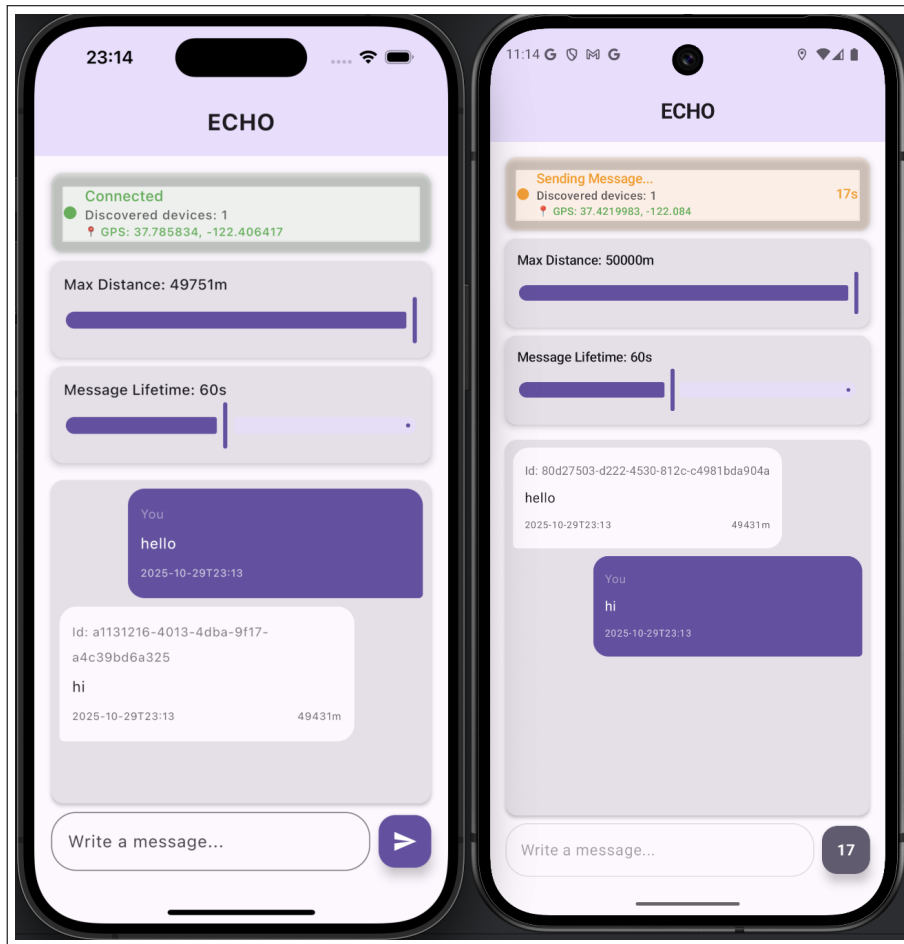 23:14
ECHO
Connected
Discovered devices: 1
GPS: 37.785834, -122.406417
Max Distance: 49751m
Message Lifetime: 60s
You
hello
2025-10-29T23:13
Id: a1131216-4013-4dba-9f17-
a4c39bd6a325
hi
2025-10-29T23:13 49431m
Write a message...
11:14 G G
ECHO
Sending Message...
Discovered devices: 1 17s
GPS: 37.4219983, -122.084
Max Distance: 50000m
Message Lifetime: 60s
Id: 80d27503-d222-4530-812c-c4981bda904a
hello
2025-10-29T23:13 49431m
You
hi
2025-10-29T23:13
Write a message... 17